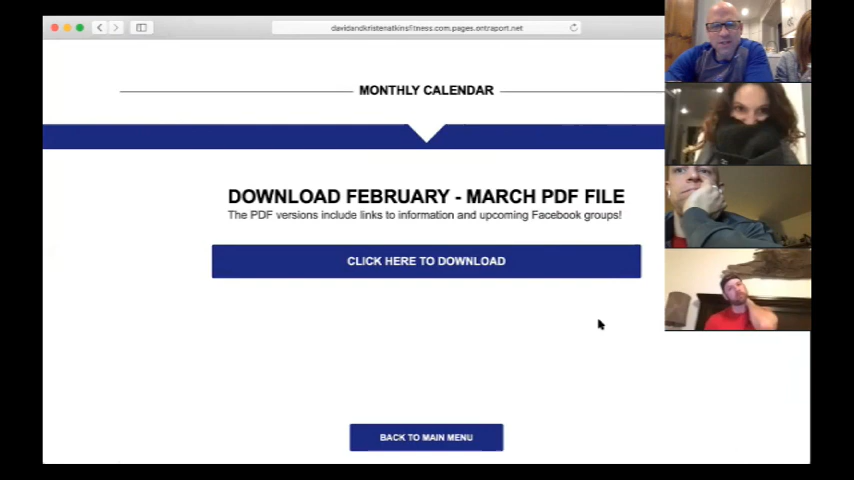 davidandkristenatkinsfitness.com.pages.ontraport.net
MONTHLY CALENDAR
DOWNLOAD FEBRUARY - MARCH PDF FILE
The PDF versions include links to information and upcoming Facebook groups!
CLICK HERE TO DOWNLOAD
BACK TO MAIN MENU